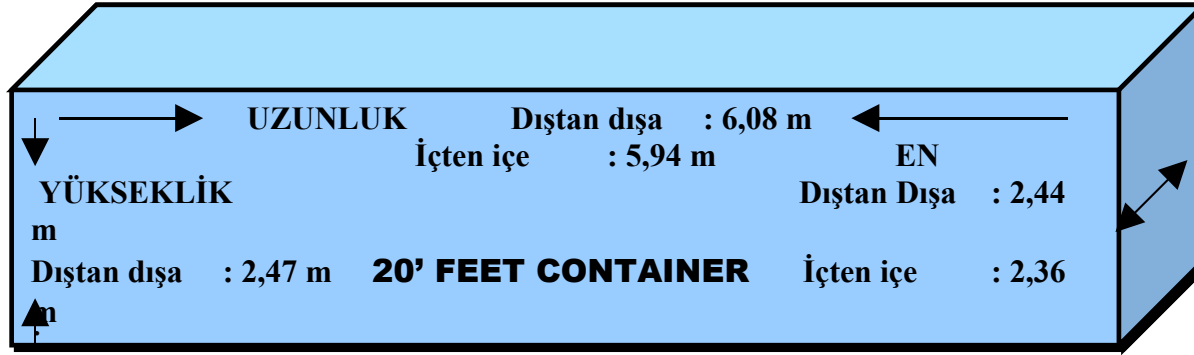 UZUNLUK Dıştan dışa : 6,08 m
İçten içe : 5,94 m EN
YÜKSEKLİK Dıştan Dışa : 2,44
m
Dıştan dışa : 2,47 m 20’ FEET CONTAINER İçten içe : 2,36
m